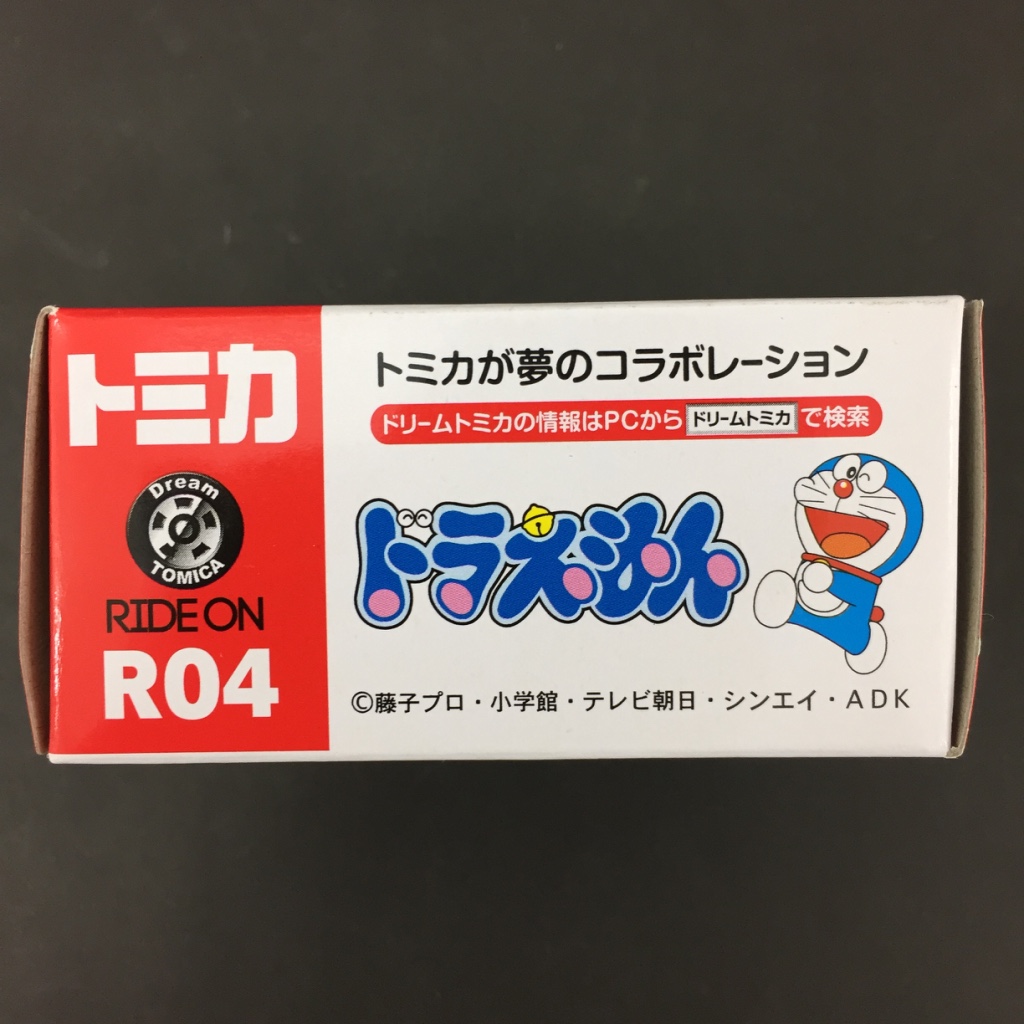 トミカ
Dream
TOMICA
RIDE ON
R04
トミカが夢のコラボレーション
ドリームトミカの情報はPCから ドリームトミカ で検索
ドラえもん
©藤子プロ・小学館・テレビ朝日・シンエイ・ADK